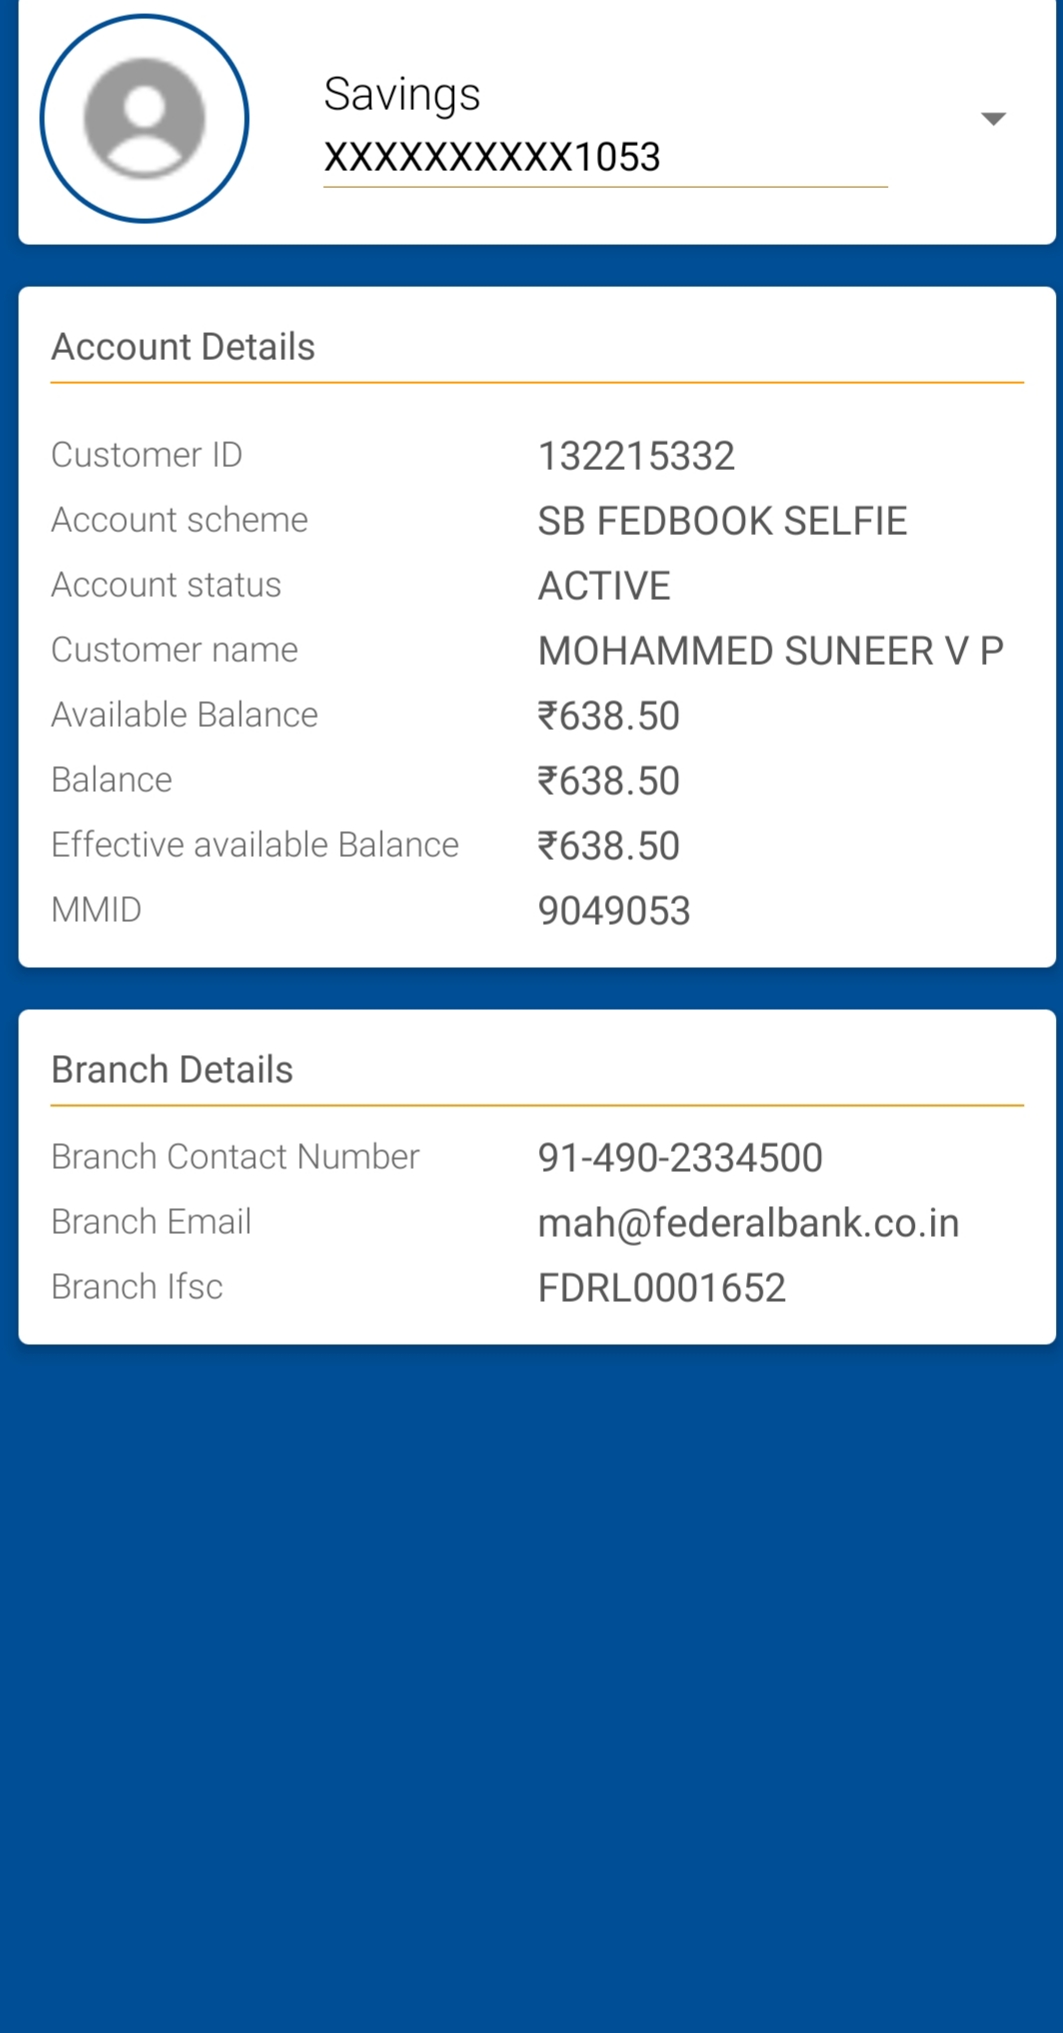 Savings
XXXXXXXXXX1053
Account Details
Customer ID 132215332
Account scheme SB FEDBOOK SELFIE
Account status ACTIVE
Customer name MOHAMMED SUNEER V P
Available Balance ₹638.50
Balance ₹638.50
Effective available Balance ₹638.50
MMID 9049053
Branch Details
Branch Contact Number 91-490-2334500
Branch Email mah@federalbank.co.in
Branch Ifsc FDRL0001652